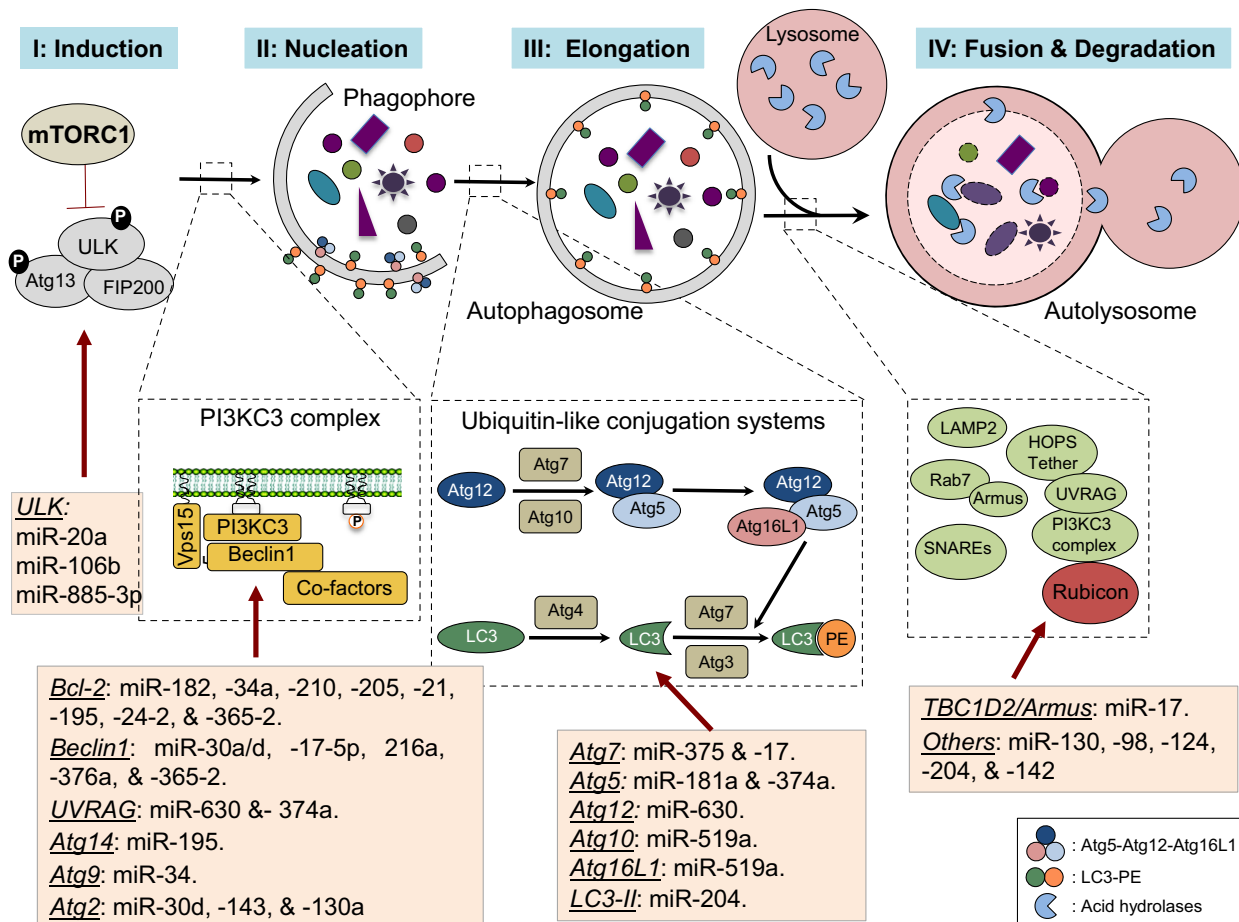 I: Induction
II: Nucleation
III: Elongation
IV: Fusion & Degradation
Lysosome
mTORC1
Phagophore
P
ULK
P
Atg13
FIP200
Autophagosome
Autolysosome
PI3KC3 complex
Vps15
PI3KC3
Beclin1
Co-factors
P
Ubiquitin-like conjugation systems
Atg12
Atg7
Atg10
Atg12
Atg5
Atg12
Atg5
Atg16L1
LC3
Atg4
LC3
Atg7
Atg3
LC3
PE
LAMP2
HOPS
Tether
Rab7
Armus
UVRAG
PI3KC3
complex
SNAREs
Rubicon
ULK:
miR-20a
miR-106b
miR-885-3p
Bcl-2: miR-182, -34a, -210, -205, -21,
-195, -24-2, & -365-2.
Beclin1: miR-30a/d, -17-5p, 216a,
-376a, & -365-2.
UVRAG: miR-630 &- 374a.
Atg14: miR-195.
Atg9: miR-34.
Atg2: miR-30d, -143, & -130a
Atg7: miR-375 & -17.
Atg5: miR-181a & -374a.
Atg12: miR-630.
Atg10: miR-519a.
Atg16L1: miR-519a.
LC3-II: miR-204.
TBC1D2/Armus: miR-17.
Others: miR-130, -98, -124,
-204, & -142
: Atg5-Atg12-Atg16L1
: LC3-PE
: Acid hydrolases